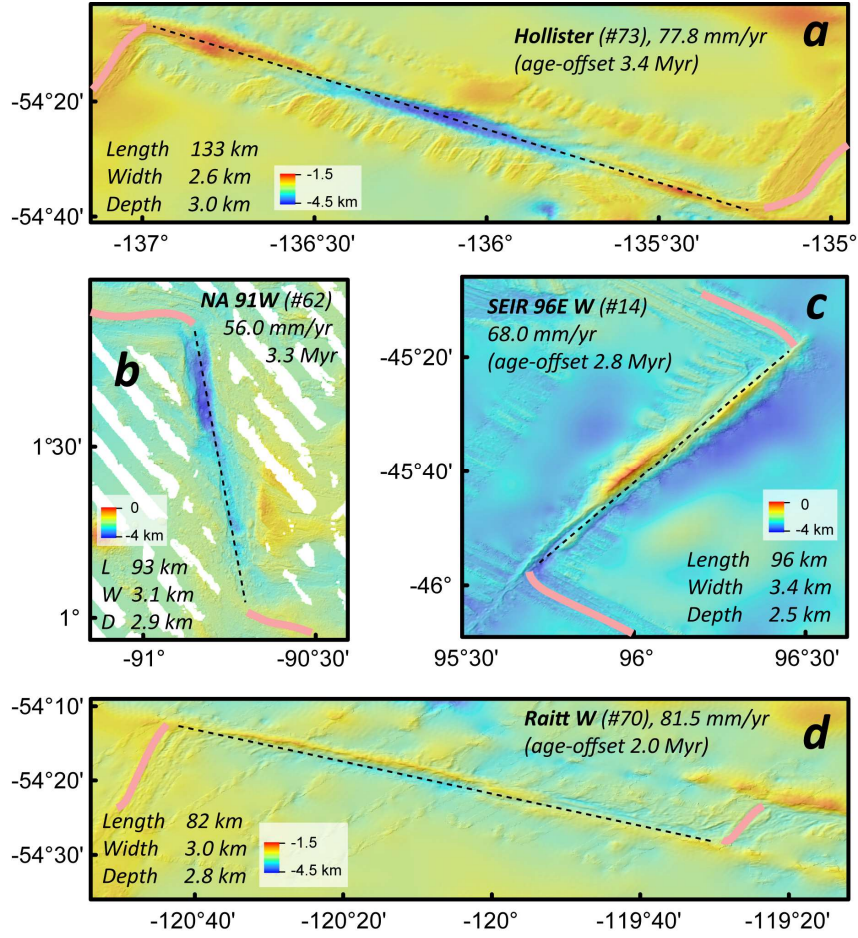 a
Hollister (#73), 77.8 mm/yr
(age-offset 3.4 Myr)
-54°20'
-54°40'
Length 133 km
Width 2.6 km
Depth 3.0 km
-1.5
-4.5 km
-137° -136°30' -136° -135°30' -135°
b
NA 91W (#62)
56.0 mm/yr
3.3 Myr
1°30'
1°
0
-4 km
L 93 km
W 3.1 km
D 2.9 km
-91° -90°30'
c
SEIR 96E W (#14)
68.0 mm/yr
(age-offset 2.8 Myr)
-45°20'
-45°40'
-46°
0
-4 km
Length 96 km
Width 3.4 km
Depth 2.5 km
95°30' 96° 96°30'
d
Raitt W (#70), 81.5 mm/yr
(age-offset 2.0 Myr)
-54°10'
-54°20'
-54°30'
Length 82 km
Width 3.0 km
Depth 2.8 km
-1.5
-4.5 km
-120°40' -120°20' -120° -119°40' -119°20'